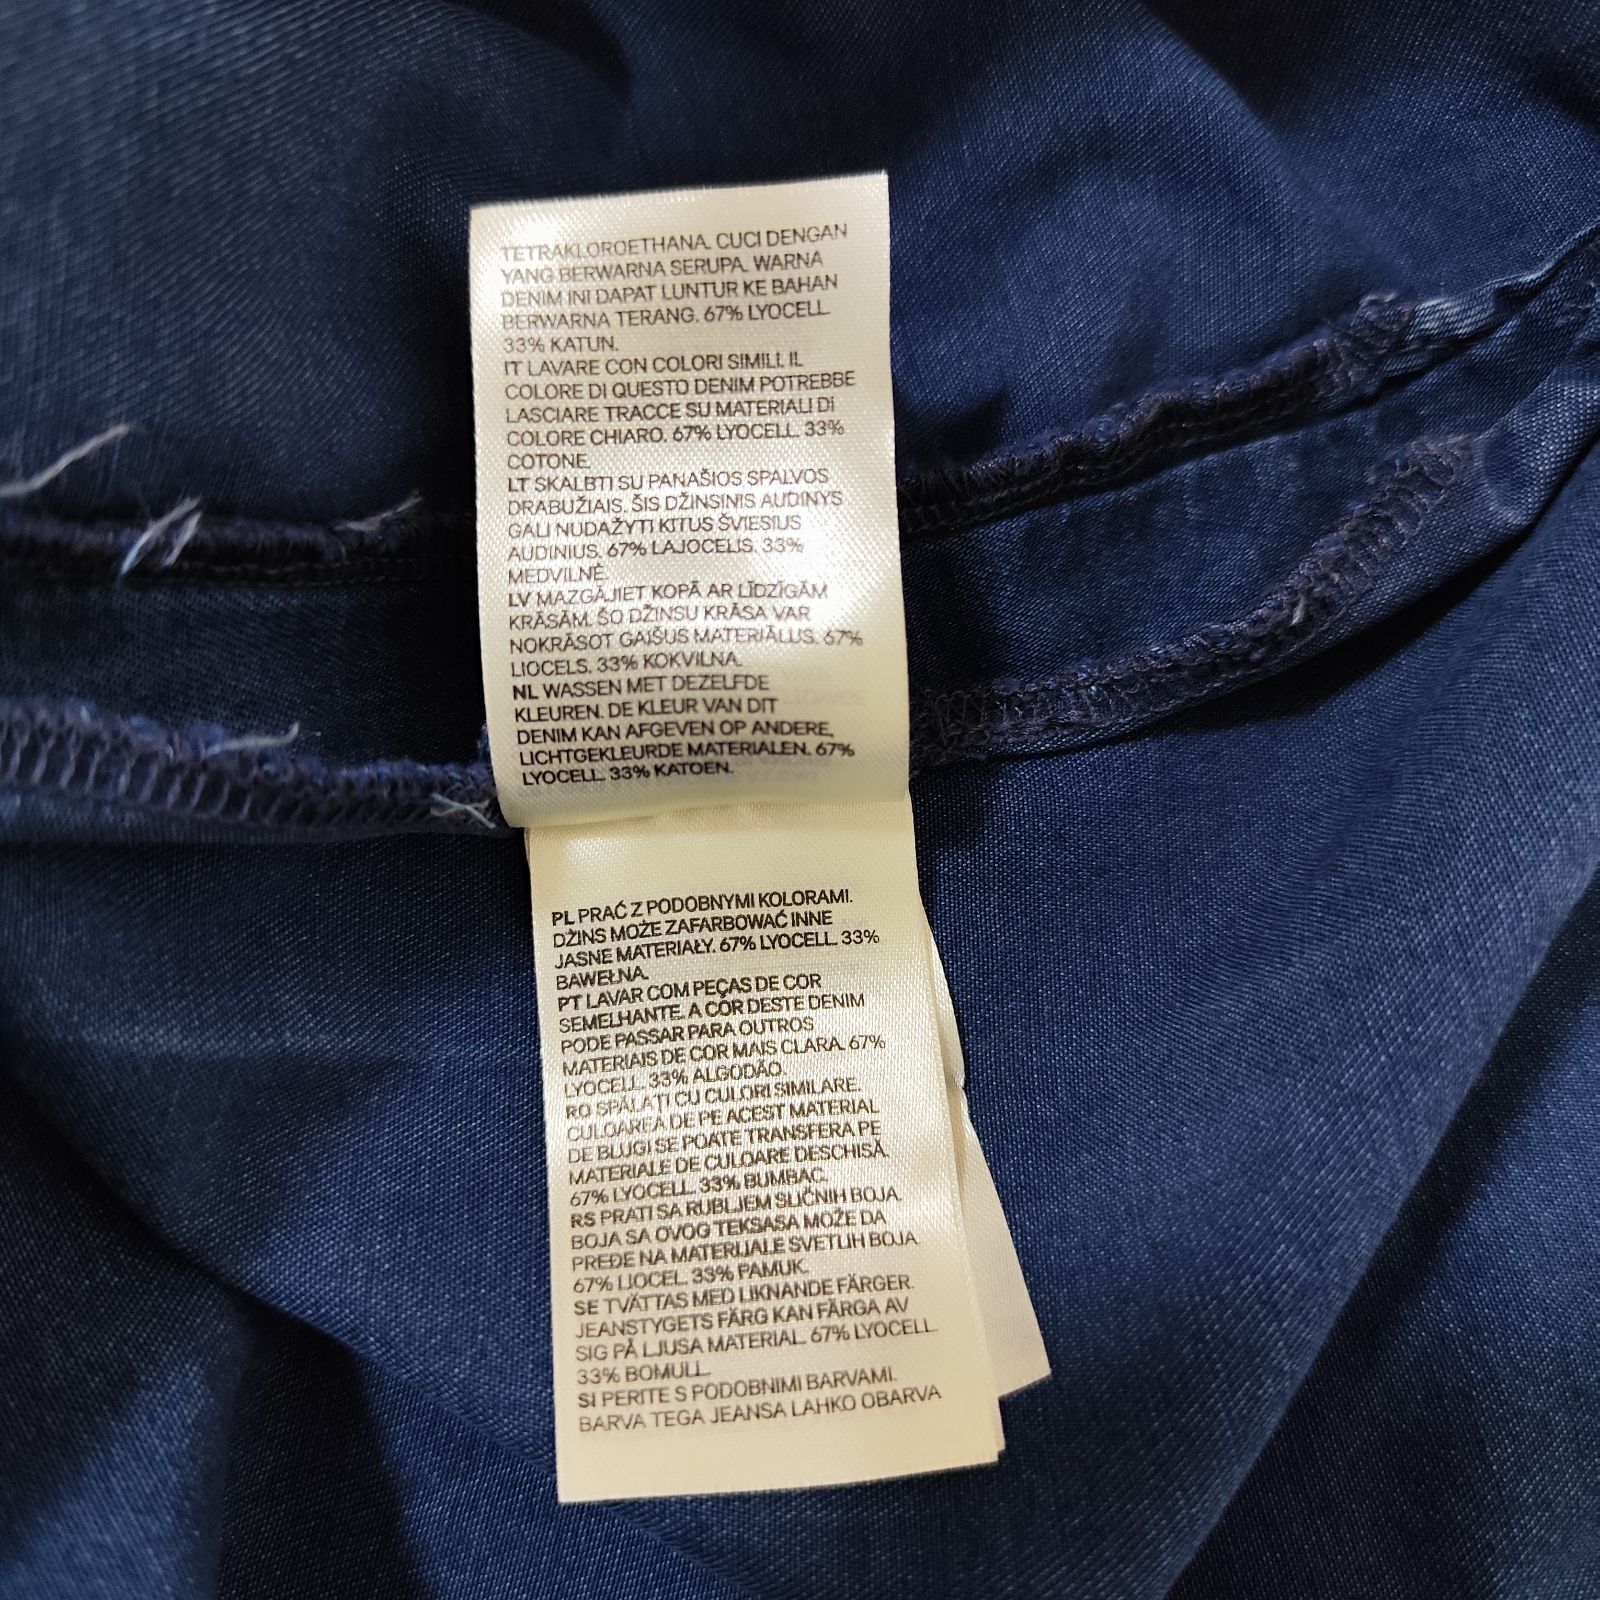 TETRAKLOROETHANA. CUCI DENGAN
YANG BERWARNA SERUPA. WARNA
DENIM INI DAPAT LUNTUR KE BAHAN
BERWARNA TERANG. 67% LYOCELL.
33% KATUN.
IT LAVARE CON COLORI SIMILI. IL
COLORE DI QUESTO DENIM POTREBBE
LASCIARE TRACCE SU MATERIALI DI
COLORE CHIARO. 67% LYOCELL. 33%
COTONE.
LT SKALBTI SU PANAŠIOS SPALVOS
DRABUŽIAIS. ŠIS DŽINSINIS AUDINYS
GALI NUDAŽYTI KITUS ŠVIESIUS
AUDINIUS. 67% LAJOCELIS. 33%
MEDVILNĖ.
LV MAZGĀJIET KOPĀ AR LĪDZĪGĀM
KRĀSĀM. ŠO DŽINSU KRĀSA VAR
NOKRĀSOT GAIŠUS MATERIĀLUS. 67%
LIOCELS. 33% KOKVILNA.
NL WASSEN MET DEZELFDE
KLEUREN. DE KLEUR VAN DIT
DENIM KAN AFGEVEN OP ANDERE,
LICHTGEKLEURDE MATERIALEN. 67%
LYOCELL. 33% KATOEN.
PL PRAĆ Z PODOBNYMI KOLORAMI.
DŻINS MOŻE ZAFARBOWAĆ INNE
JASNE MATERIAŁY. 67% LYOCELL. 33%
BAWEŁNA.
PT LAVAR COM PEÇAS DE COR
SEMELHANTE. A COR DESTE DENIM
PODE PASSAR PARA OUTROS
MATERIAIS DE COR MAIS CLARA. 67%
LYOCELL. 33% ALGODÃO.
RO SPĂLAȚI CU CULORI SIMILARE.
CULOAREA DE PE ACEST MATERIAL
DE BLUGI SE POATE TRANSFERA PE
MATERIALE DE CULOARE DESCHISĂ.
67% LYOCELL. 33% BUMBAC.
RS PRATI SA RUBLJEM SLIČNIH BOJA.
BOJA SA OVOG TEKSASA MOŽE DA
PREĐE NA MATERIJALE SVETLIH BOJA.
67% LIOCEL. 33% PAMUK.
SE TVÄTTAS MED LIKNANDE FÄRGER.
JEANSTYGETS FÄRG KAN FÄRGA AV
SIG PÅ LJUSA MATERIAL. 67% LYOCELL.
33% BOMULL.
SI PERITE S PODOBNIMI BARVAMI.
BARVA TEGA JEANSA LAHKO OBARVA